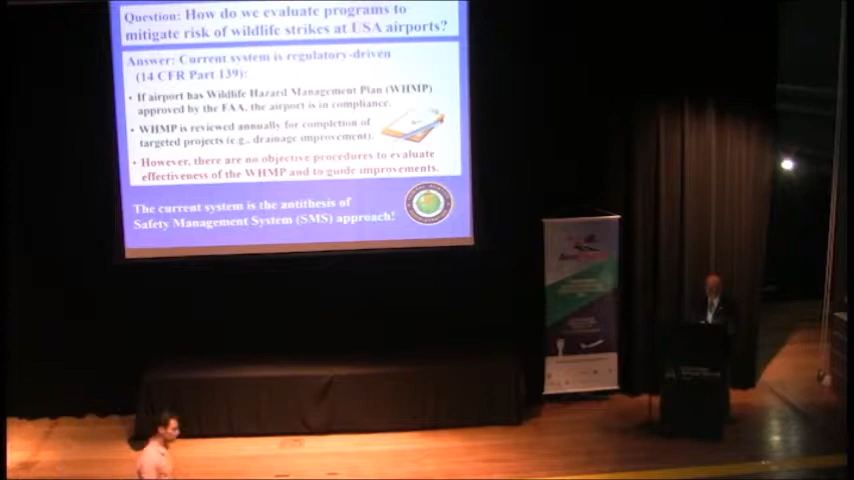 Question: How do we evaluate programs to
mitigate risk of wildlife strikes at USA airports?
Answer: Current system is regulatory-driven
(14 CFR Part 139):
• If airport has Wildlife Hazard Management Plan (WHMP)
approved by the FAA, the airport is in compliance.
• WHMP is reviewed annually for completion of
targeted projects (e.g., drainage improvement).
• However, there are no objective procedures to evaluate
effectiveness of the WHMP and to guide improvements.
The current system is the antithesis of
Safety Management System (SMS) approach!